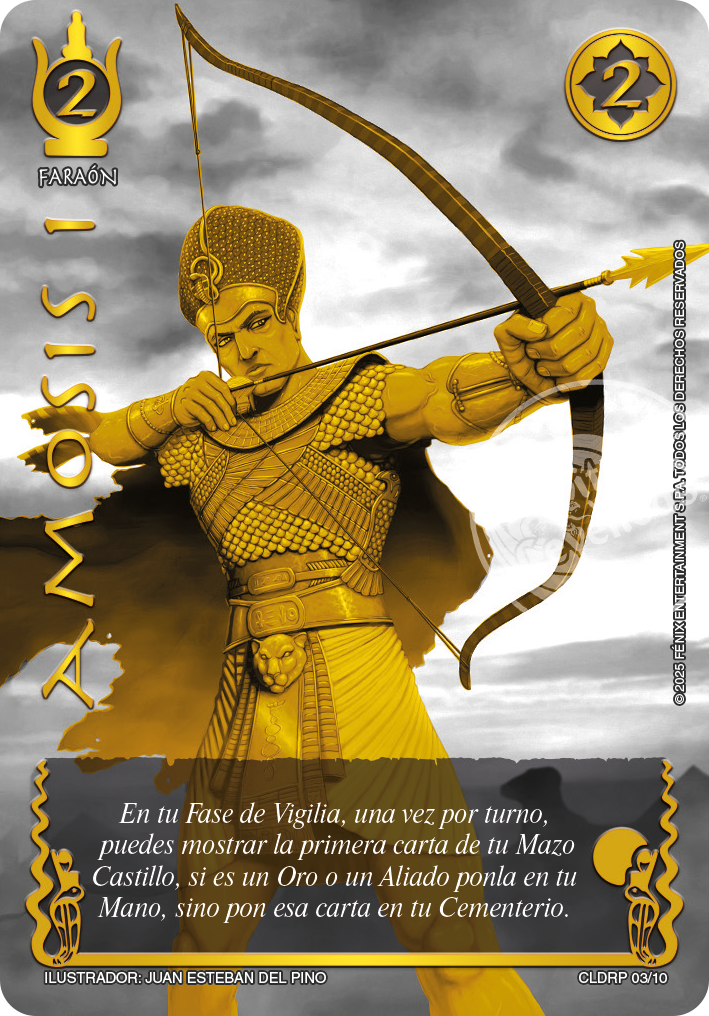 2
2
FARAÓN
AMOSIS I
© 2025 FÉNIX ENTERTAINMENTS P.A. TODOS LOS DERECHOS RESERVADOS
En tu Fase de Vigilia, una vez por turno,
puedes mostrar la primera carta de tu Mazo
Castillo, si es un Oro o un Aliado ponla en tu
Mano, sino pon esa carta en tu Cementerio.
ILUSTRADOR: JUAN ESTEBAN DEL PINO
CLDRP 03/10